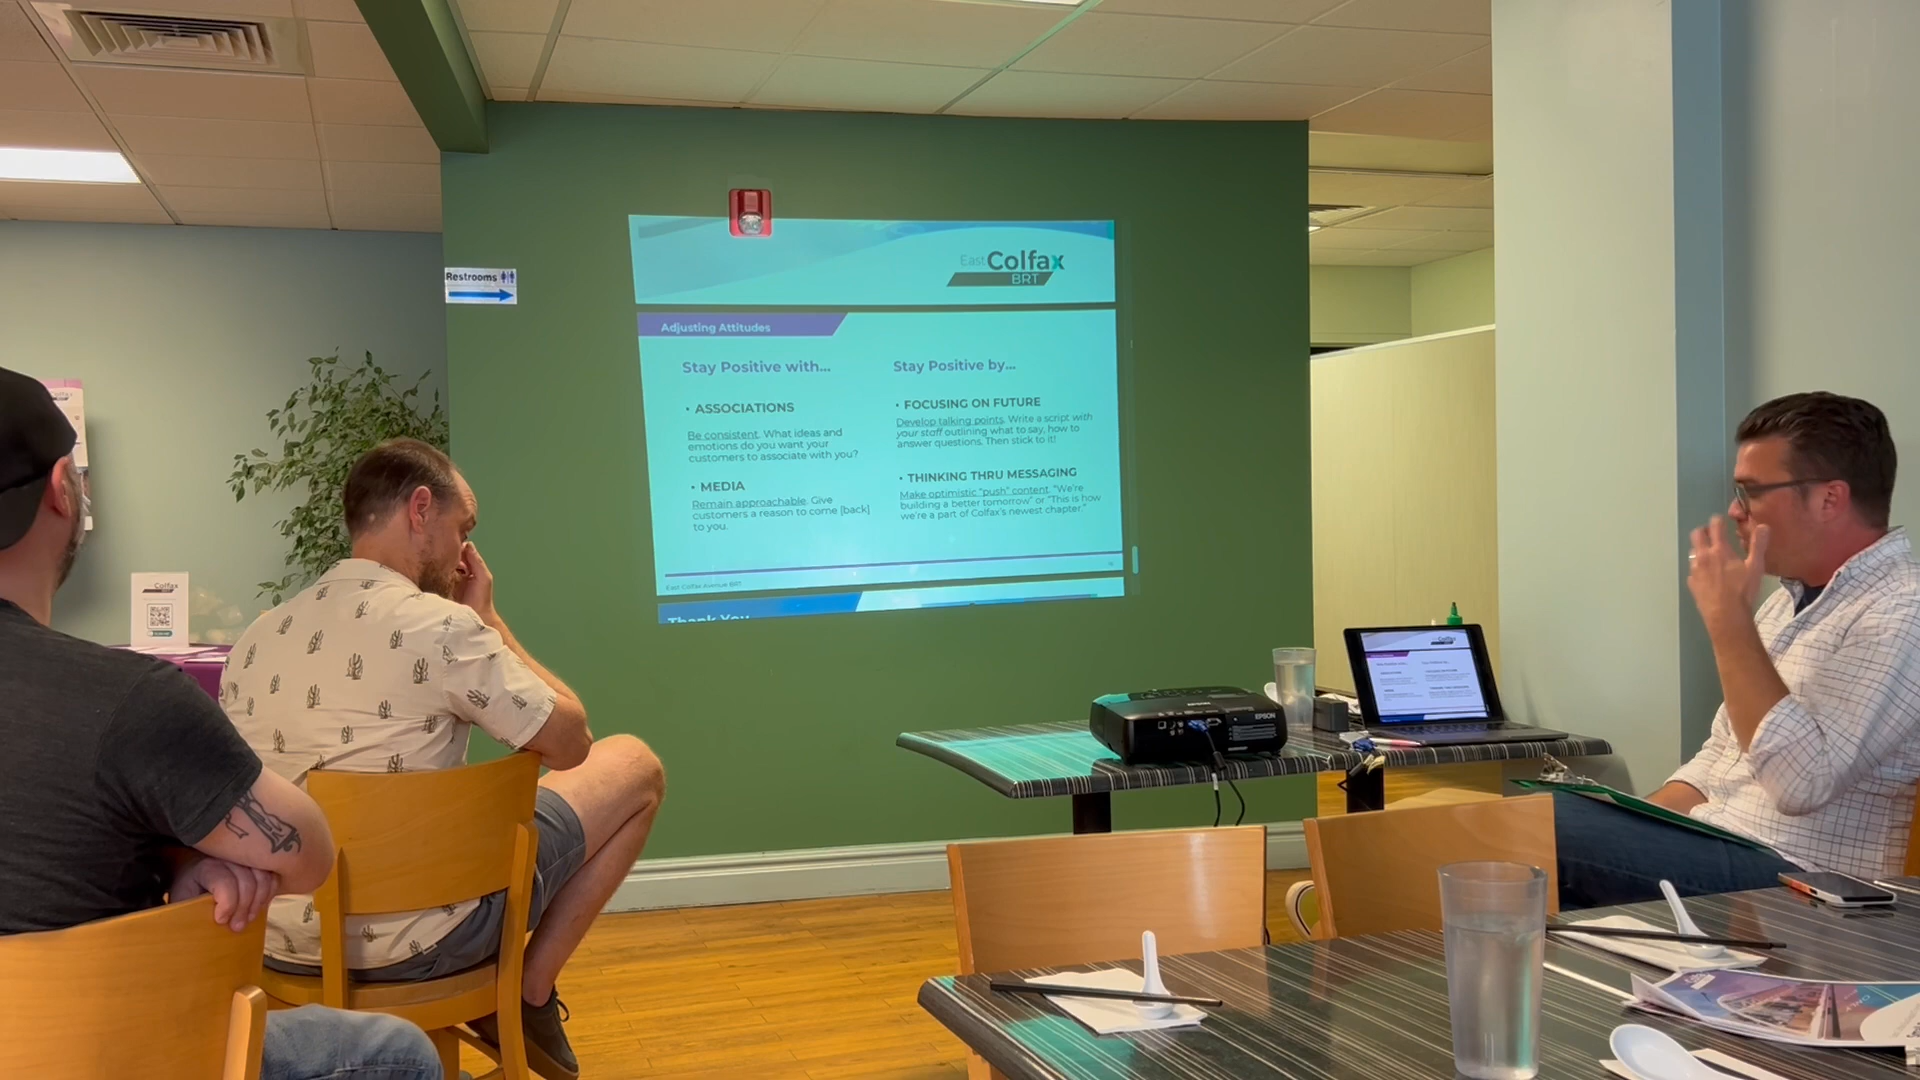 Restrooms
East Colfax
BRT
Adjusting Attitudes
Stay Positive with...
• ASSOCIATIONS
Be consistent. What ideas and
emotions do you want your
customers to associate with you?
• MEDIA
Remain approachable. Give
customers a reason to come [back]
to you.
Stay Positive by...
• FOCUSING ON FUTURE
Develop talking points. Write a script with
your staff outlining what to say, how to
answer questions. Then stick to it!
• THINKING THRU MESSAGING
Make optimistic "push" content. "We're
building a better tomorrow" or "This is how
we're a part of Colfax's newest chapter."
East Colfax Avenue BRT
Thank You
Colfax
EPSON
EPSON